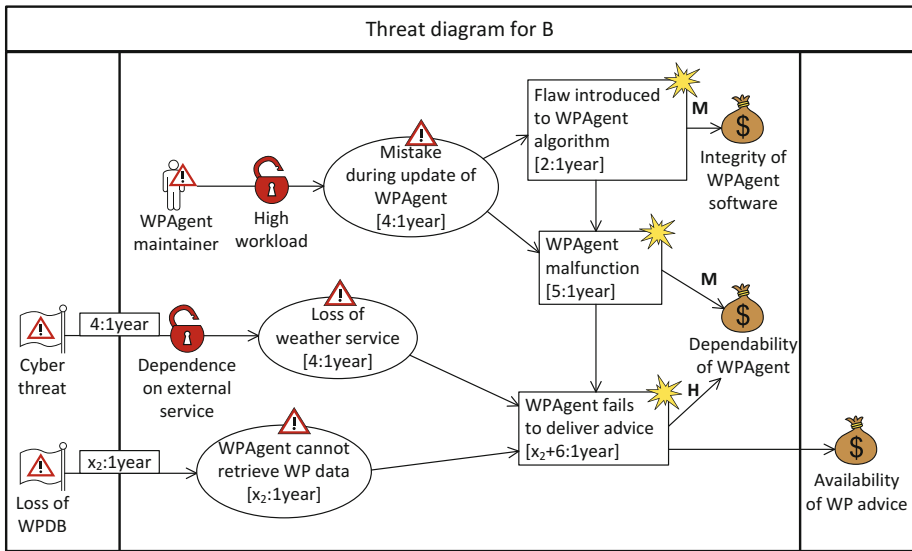 Threat diagram for B
Flaw introduced
to WPAgent
algorithm
[2:1year]
M
Integrity of
WPAgent
software
Mistake
during update of
WPAgent
[4:1year]
WPAgent
maintainer
High
workload
WPAgent
malfunction
[5:1year]
M
Dependability
of WPAgent
4:1year
Cyber
threat
Dependence
on external
service
Loss of
weather service
[4:1year]
WPAgent fails
to deliver advice
[x₂+6:1year]
H
x₂:1year
Loss of
WPDB
WPAgent cannot
retrieve WP data
[x₂:1year]
Availability
of WP advice